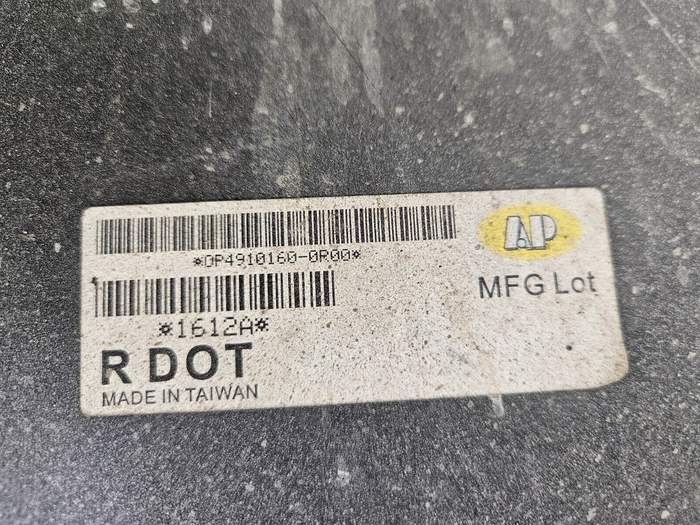 *DP4910160-0R00*
AP
MFG Lot
*1612A*
R DOT
MADE IN TAIWAN